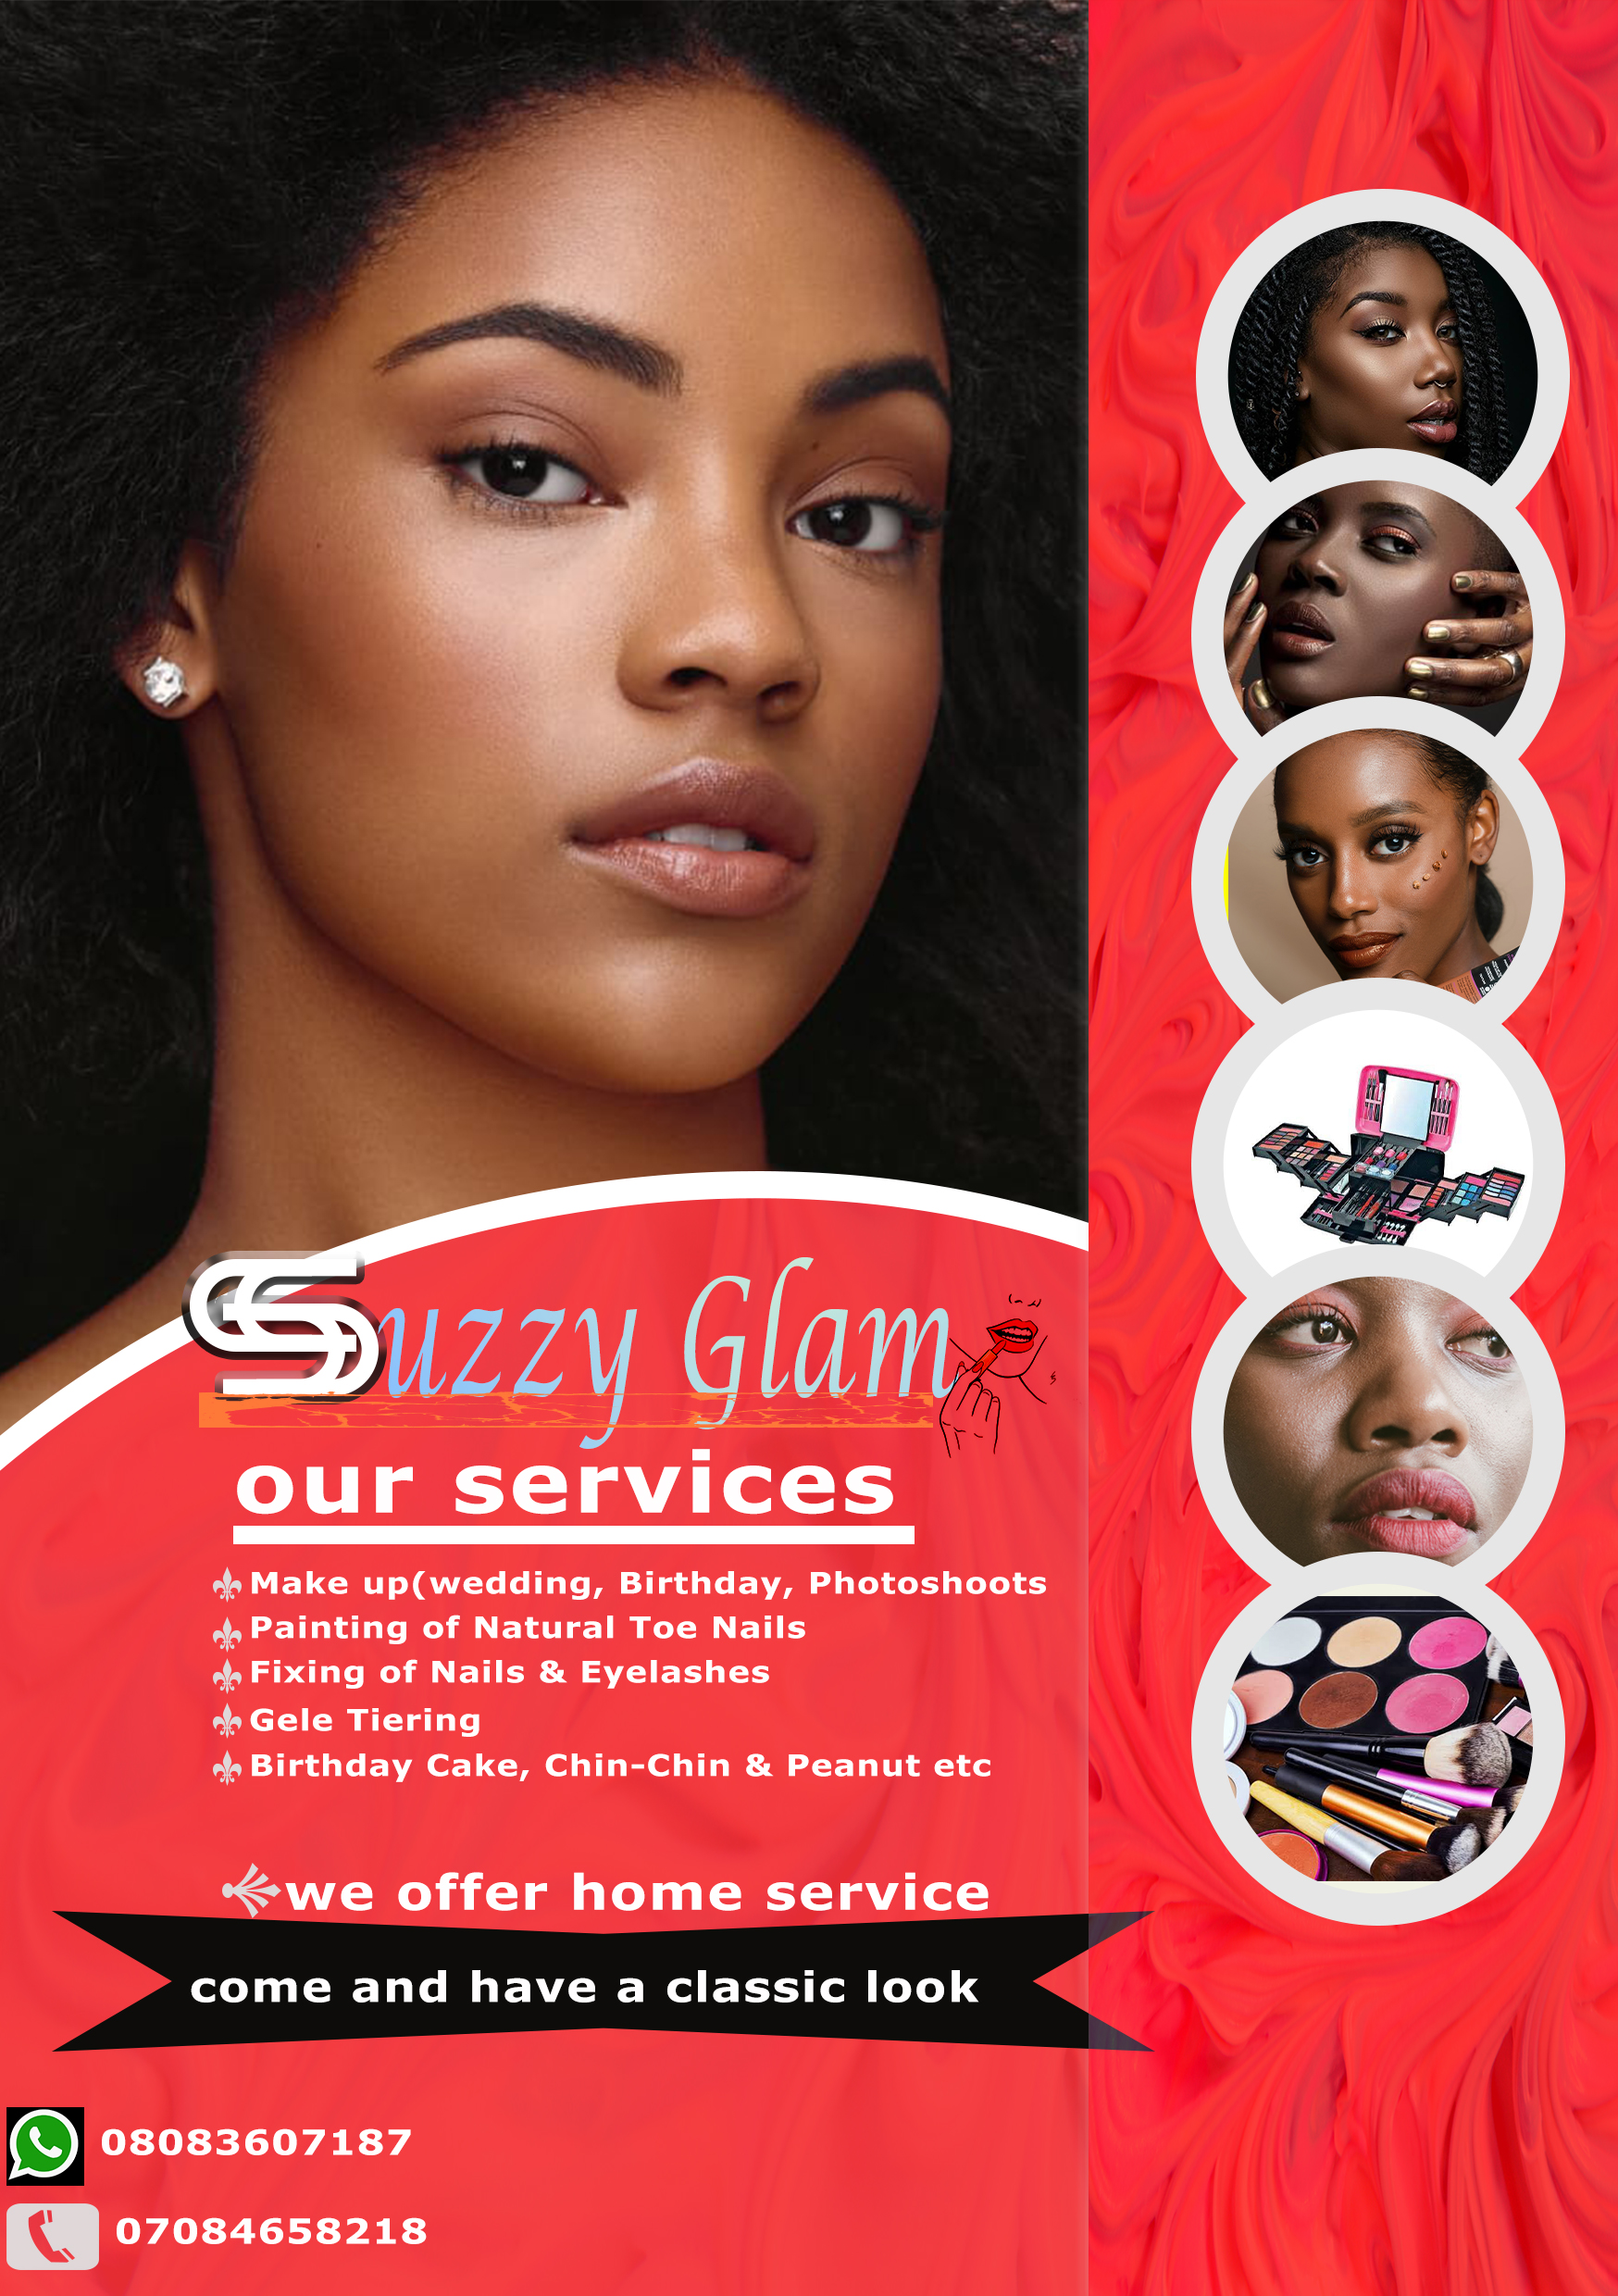 Suzzy Glam
our services
Make up(wedding, Birthday, Photoshoots
Painting of Natural Toe Nails
Fixing of Nails & Eyelashes
Gele Tiering
Birthday Cake, Chin-Chin & Peanut etc
we offer home service
come and have a classic look
08083607187
07084658218